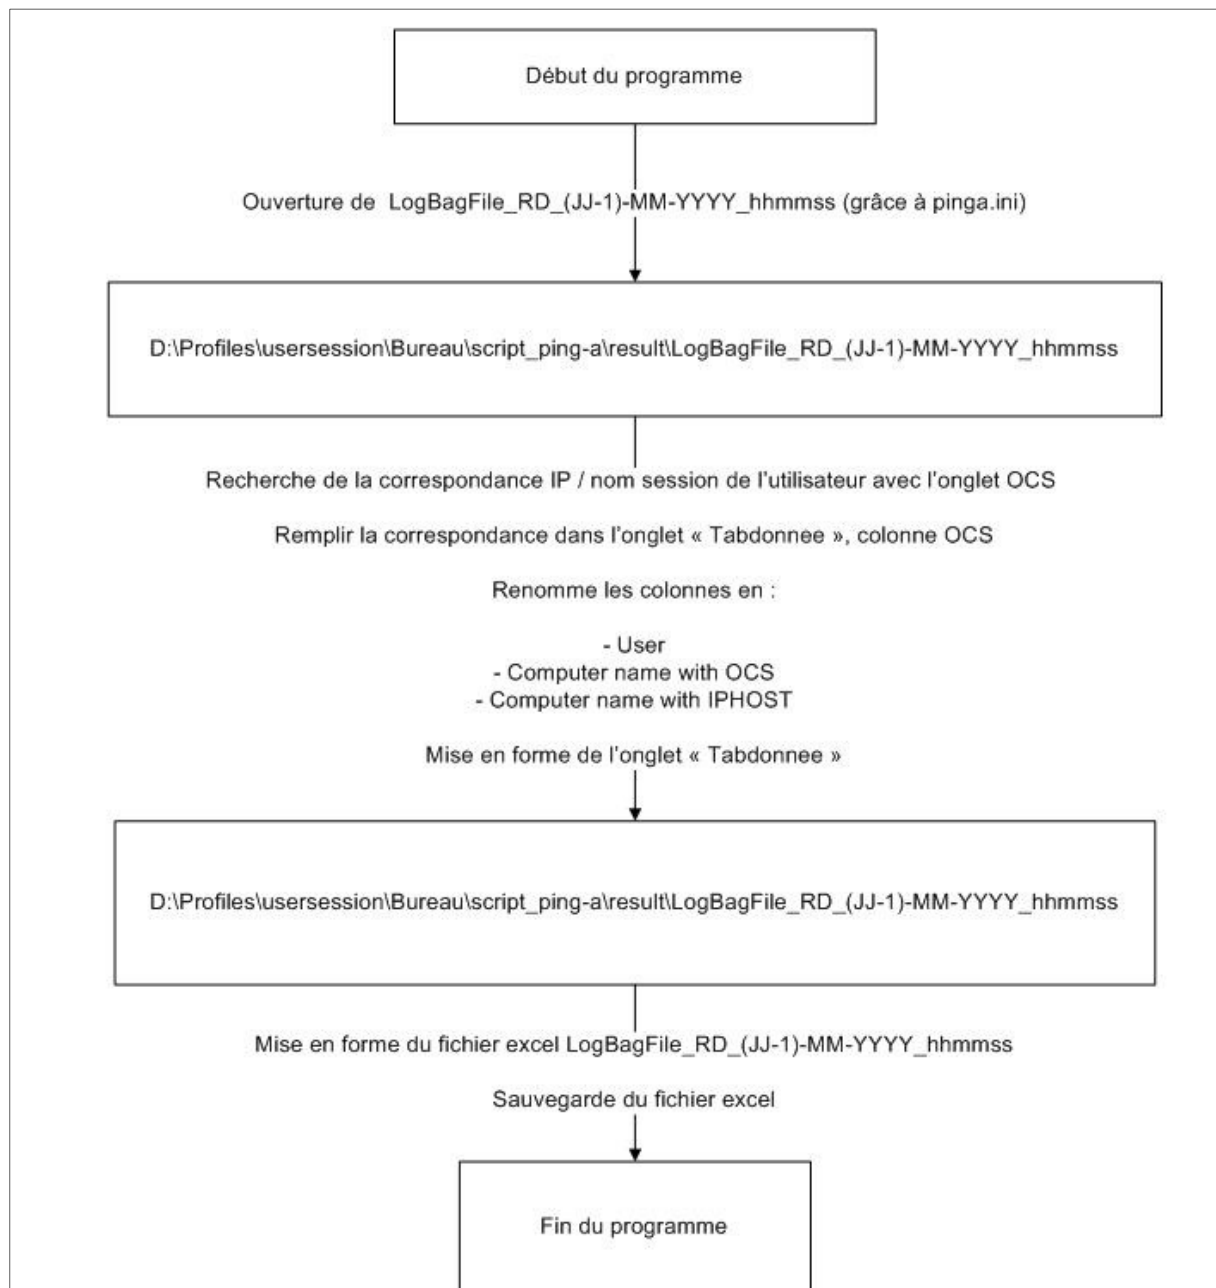 Début du programme
Ouverture de LogBagFile_RD_(JJ-1)-MM-YYYY_hhmmss (grâce à pinga.ini)
D:\Profiles\usersession\Bureau\script_ping-a\result\LogBagFile_RD_(JJ-1)-MM-YYYY_hhmmss
Recherche de la correspondance IP / nom session de l'utilisateur avec l'onglet OCS
Remplir la correspondance dans l'onglet « Tabdonnee », colonne OCS
Renomme les colonnes en :
- User
- Computer name with OCS
- Computer name with IPHOST
Mise en forme de l'onglet « Tabdonnee »
D:\Profiles\usersession\Bureau\script_ping-a\result\LogBagFile_RD_(JJ-1)-MM-YYYY_hhmmss
Mise en forme du fichier excel LogBagFile_RD_(JJ-1)-MM-YYYY_hhmmss
Sauvegarde du fichier excel
Fin du programme